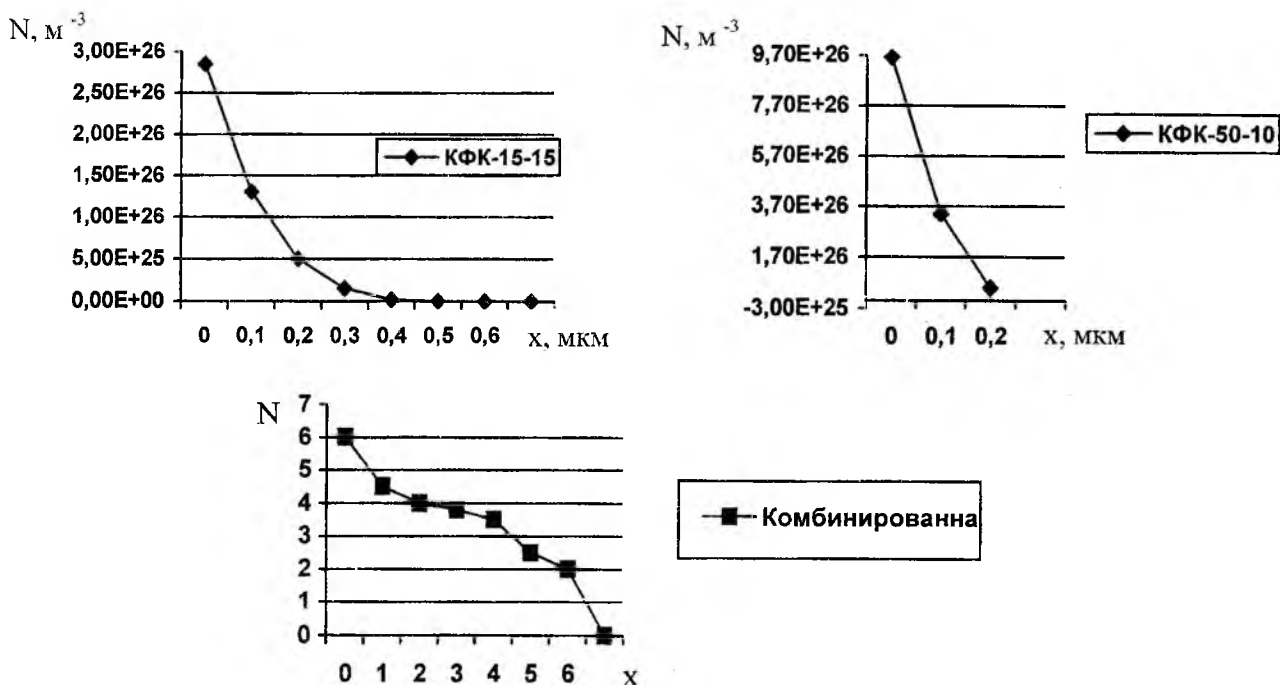 N, м -3
3,00E+26
2,50E+26
2,00E+26
1,50E+26
1,00E+26
5,00E+25
0,00E+00
0 0,1 0,2 0,3 0,4 0,5 0,6 x, мкм
КФК-15-15
N, м -3
9,70E+26
7,70E+26
5,70E+26
3,70E+26
1,70E+26
-3,00E+25
0 0,1 0,2 x, мкм
КФК-50-10
N
7
6
5
4
3
2
1
0
0 1 2 3 4 5 6 x
Комбинированна